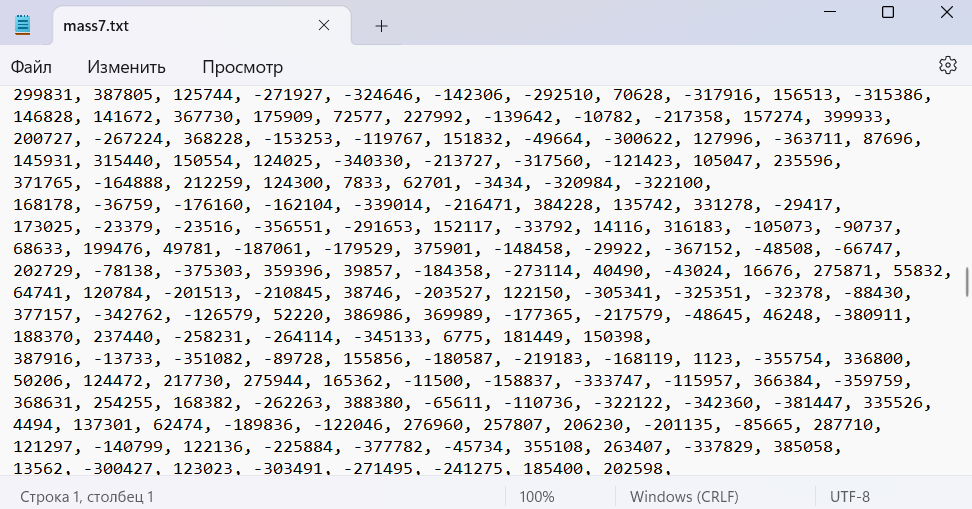 mass7.txt
Файл Изменить Просмотр
299831, 387805, 125744, -271927, -324646, -142306, -292510, 70628, -317916, 156513, -315386,
146828, 141672, 367730, 175909, 72577, 227992, -139642, -10782, -217358, 157274, 399933,
200727, -267224, 368228, -153253, -119767, 151832, -49664, -300622, 127996, -363711, 87696,
145931, 315440, 150554, 124025, -340330, -213727, -317560, -121423, 105047, 235596,
371765, -164888, 212259, 124300, 7833, 62701, -3434, -320984, -322100,
168178, -36759, -176160, -162104, -339014, -216471, 384228, 135742, 331278, -29417,
173025, -23379, -23516, -356551, -291653, 152117, -33792, 14116, 316183, -105073, -90737,
68633, 199476, 49781, -187061, -179529, 375901, -148458, -29922, -367152, -48508, -66747,
202729, -78138, -375303, 359396, 39857, -184358, -273114, 40490, -43024, 16676, 275871, 55832,
64741, 120784, -201513, -210845, 38746, -203527, 122150, -305341, -325351, -32378, -88430,
377157, -342762, -126579, 52220, 386986, 369989, -177365, -217579, -48645, 46248, -380911,
188370, 237440, -258231, -264114, -345133, 6775, 181449, 150398,
387916, -13733, -351082, -89728, 155856, -180587, -219183, -168119, 1123, -355754, 336800,
50206, 124472, 217730, 275944, 165362, -11500, -158837, -333747, -115957, 366384, -359759,
368631, 254255, 168382, -262263, 388380, -65611, -110736, -322122, -342360, -381447, 335526,
4494, 137301, 62474, -189836, -122046, 276960, 257807, 206230, -201135, -85665, 287710,
121297, -140799, 122136, -225884, -377782, -45734, 355108, 263407, -337829, 385058,
13562, -300427, 123023, -303491, -271495, -241275, 185400, 202598,
Строка 1, столбец 1 100% Windows (CRLF) UTF-8